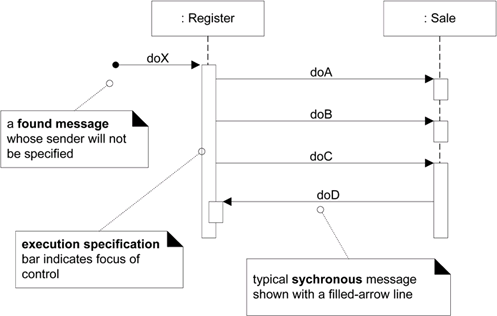 : Register
: Sale
doX
doA
doB
doC
doD
a found message
whose sender will not
be specified
execution specification
bar indicates focus of
control
typical sychronous message
shown with a filled-arrow line